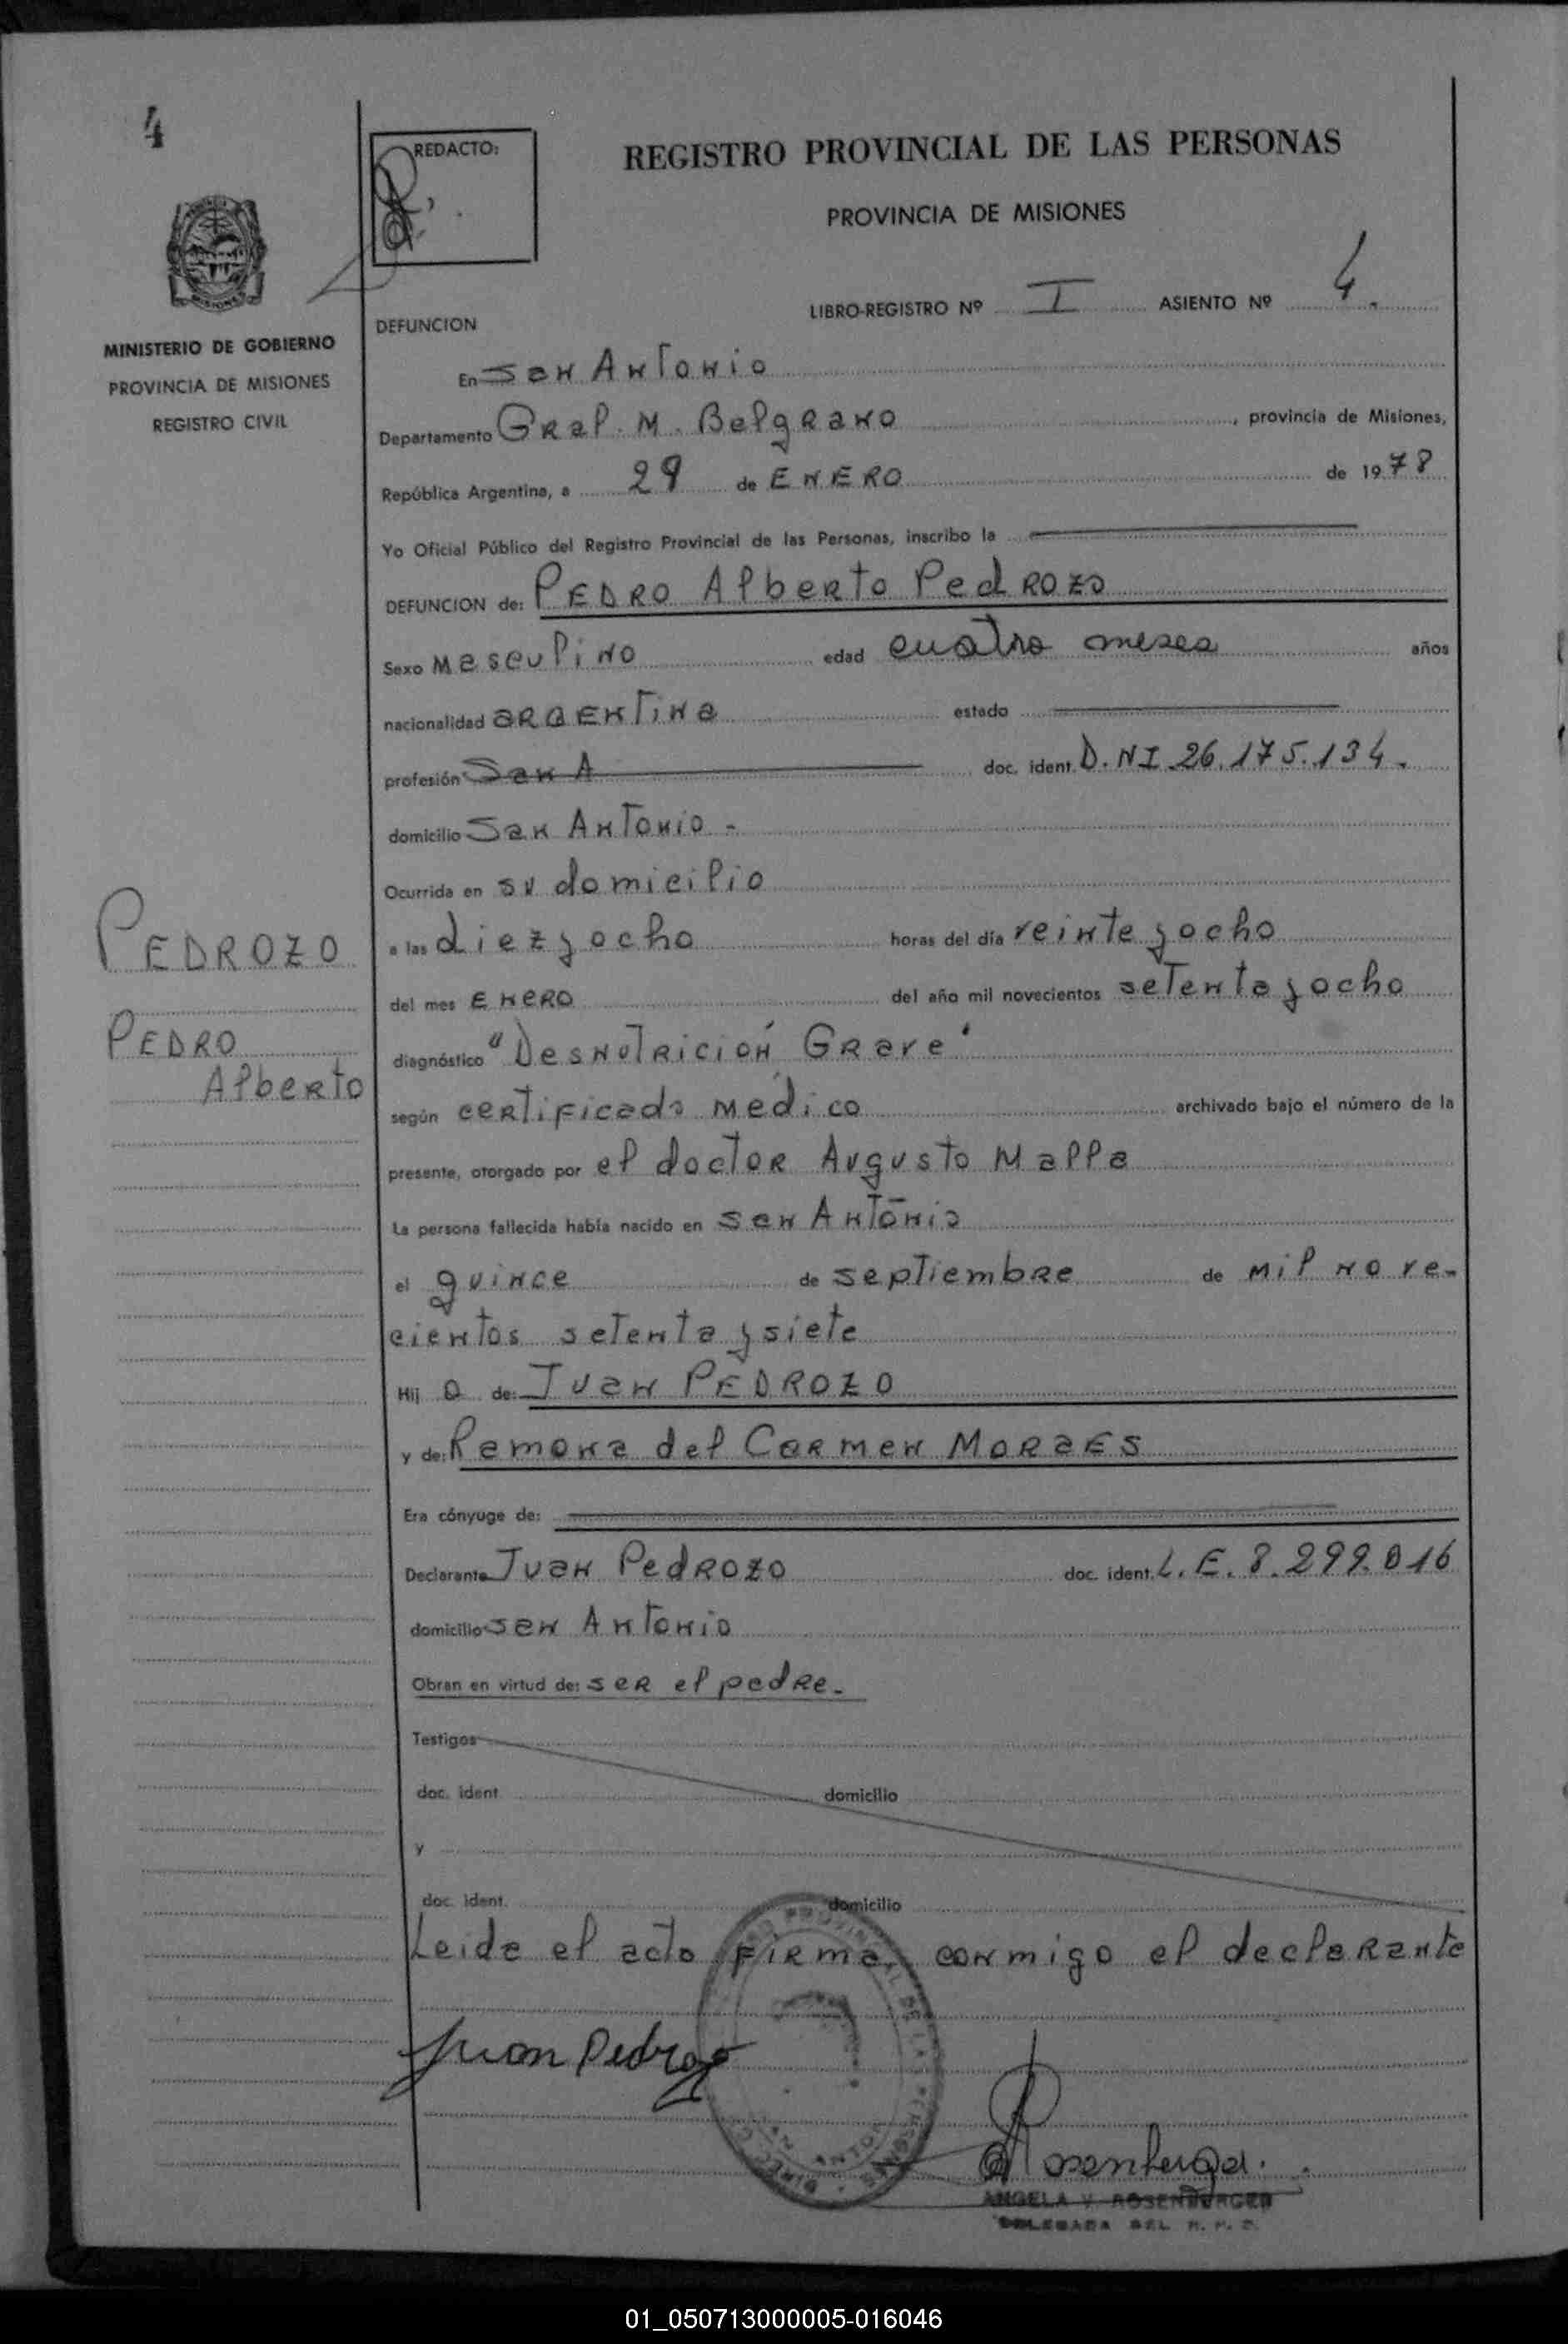 4
REDACTO:
REGISTRO PROVINCIAL DE LAS PERSONAS
PROVINCIA DE MISIONES
LIBRO-REGISTRO Nº I ASIENTO Nº 4.
MINISTERIO DE GOBIERNO
PROVINCIA DE MISIONES
REGISTRO CIVIL
DEFUNCION
En San Antonio
Departamento Gral. M. Belgrano, provincia de Misiones,
República Argentina, a 29 de ENERO de 1978
Yo Oficial Público del Registro Provincial de las Personas, inscribo la
DEFUNCION de: PEDRO Alberto PedROZO
Sexo Masculino edad cuatro meses años
nacionalidad argentina estado
profesión San A doc. ident. D.NI.26.175.134.
domicilio San Antonio -
Ocurrida en su domicilio
a las diez y ocho horas del día veinte y ocho
del mes Enero del año mil novecientos setenta y ocho
diagnóstico "Desnutrición Grave"
según certificado medico archivado bajo el número de la
presente, otorgado por el doctor Augusto Malla
La persona fallecida había nacido en San Antonio
el quince de septiembre de mil nove-
cientos setenta y siete
Hij o de: Juan PEDROZO
y de: Ramona del Carmen Moraes
Era cónyuge de:
Declarante Juan Pedrozo doc. ident. L.E. 8.299.016
domicilio San Antonio
Obran en virtud de: ser el padre.
Testigos
doc. ident. domicilio
y
doc. ident. domicilio
Leida el acto firma, conmigo el declarante
PEDROZO
PEDRO
Alberto
Juan Pedrozo
Rosenberger
ANGELA V. ROSENBURGER
DELEGADA DEL R. P. P.
01_050713000005-016046